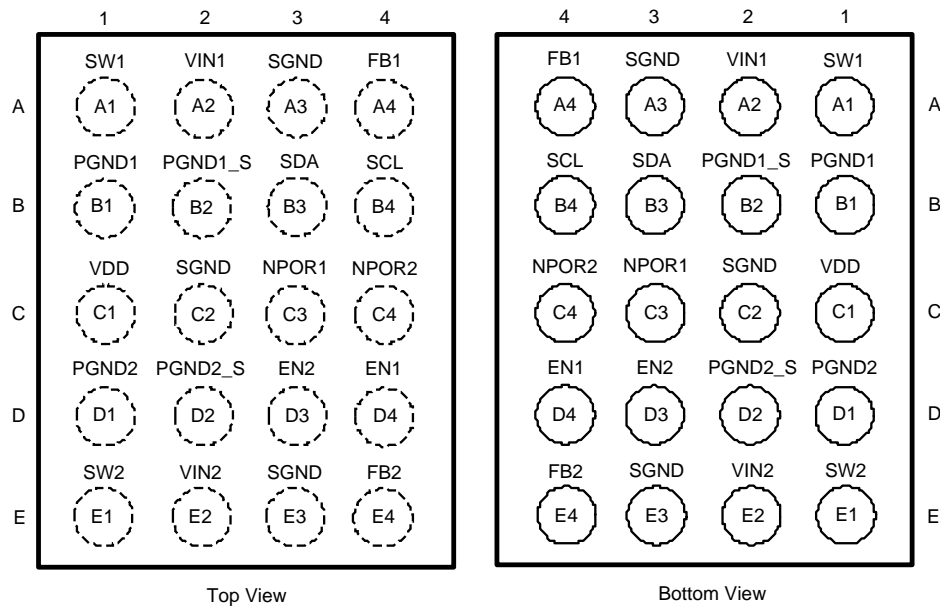 1 2 3 4
SW1 VIN1 SGND FB1
A A1 A2 A3 A4
PGND1 PGND1_S SDA SCL
B B1 B2 B3 B4
VDD SGND NPOR1 NPOR2
C C1 C2 C3 C4
PGND2 PGND2_S EN2 EN1
D D1 D2 D3 D4
SW2 VIN2 SGND FB2
E E1 E2 E3 E4
Top View
4 3 2 1
FB1 SGND VIN1 SW1
A4 A3 A2 A1 A
SCL SDA PGND1_S PGND1
B4 B3 B2 B1 B
NPOR2 NPOR1 SGND VDD
C4 C3 C2 C1 C
EN1 EN2 PGND2_S PGND2
D4 D3 D2 D1 D
FB2 SGND VIN2 SW2
E4 E3 E2 E1 E
Bottom View